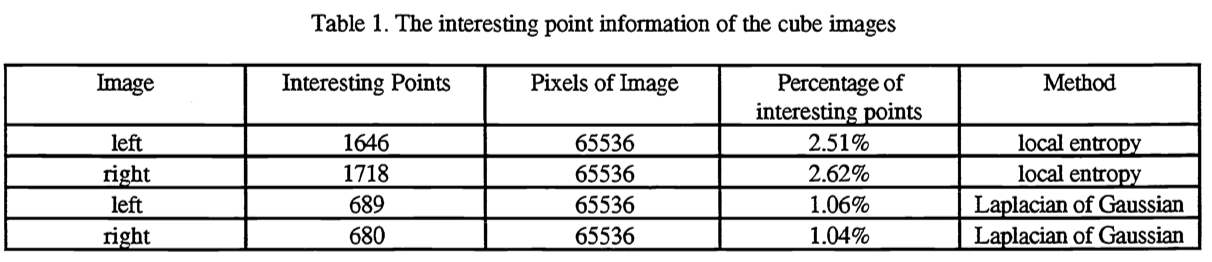 Table 1. The interesting point information of the cube images
Image Interesting Points Pixels of Image Percentage of interesting points Method
left 1646 65536 2.51% local entropy
right 1718 65536 2.62% local entropy
left 689 65536 1.06% Laplacian of Gaussian
right 680 65536 1.04% Laplacian of Gaussian